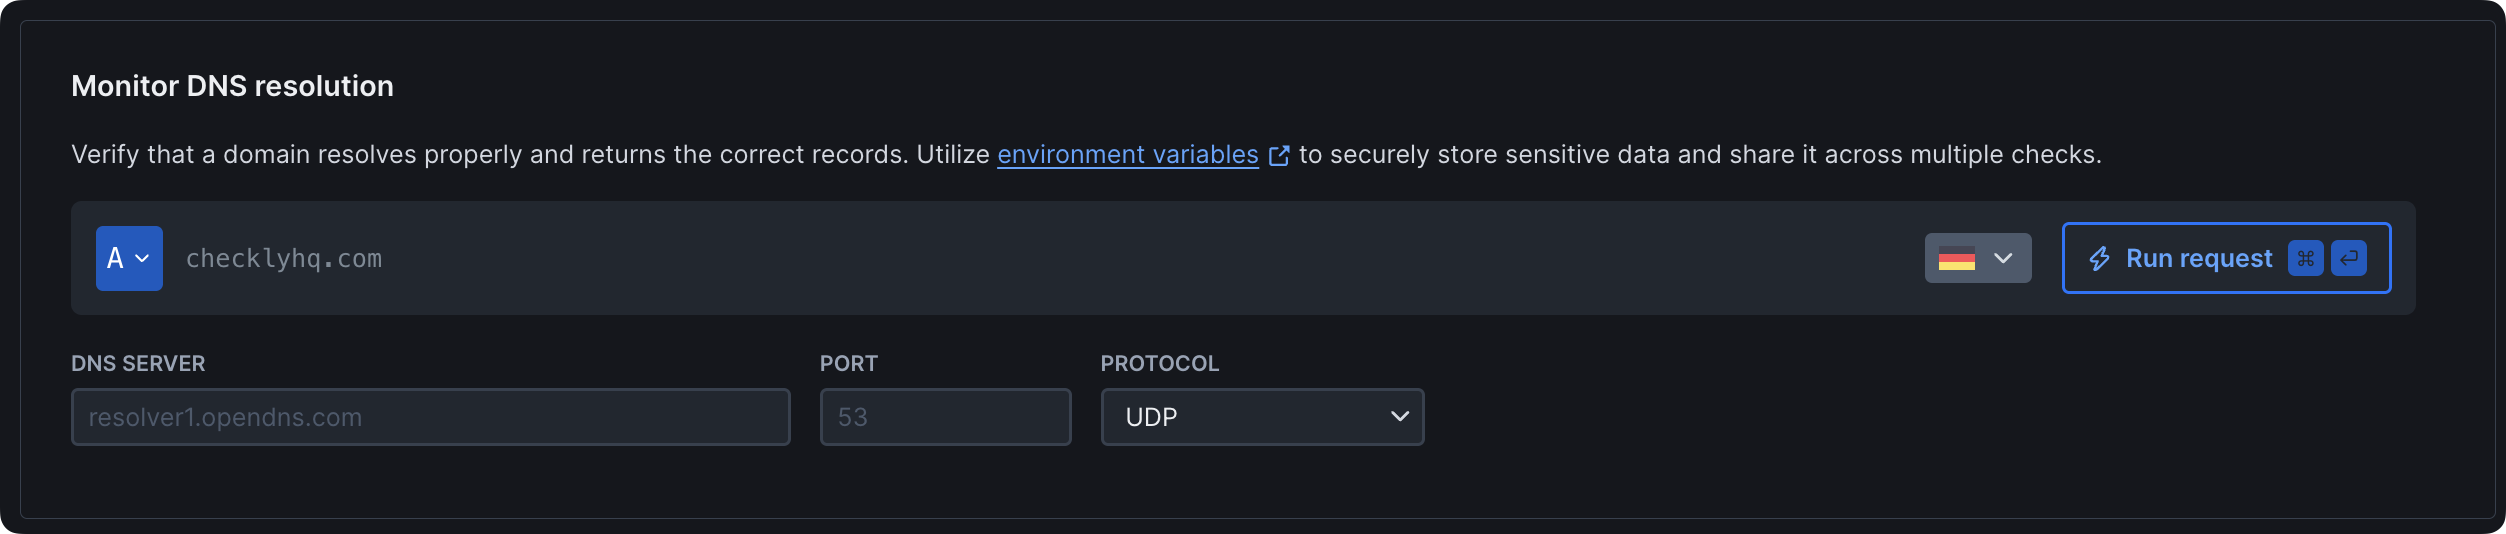 Monitor DNS resolution
Verify that a domain resolves properly and returns the correct records. Utilize environment variables to securely store sensitive data and share it across multiple checks.
A checklyhq.com Run request ⌘
DNS SERVER PORT PROTOCOL
resolver1.opendns.com 53 UDP